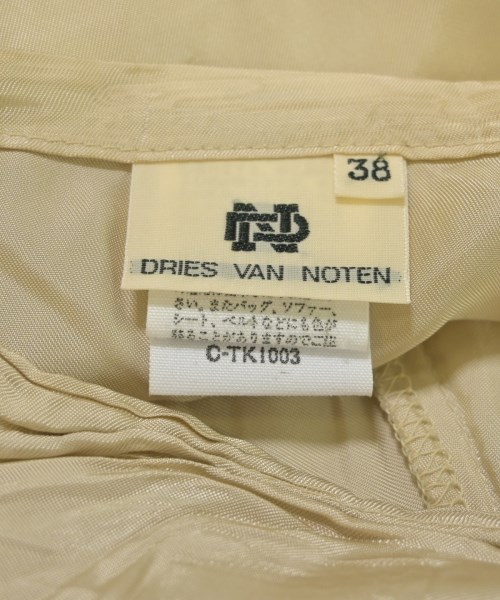 38
DRIES VAN NOTEN
さい。またバッグ、ソファー、
シート、ベルトなどにも色が
移ることがありますのでご注
C-TK1003